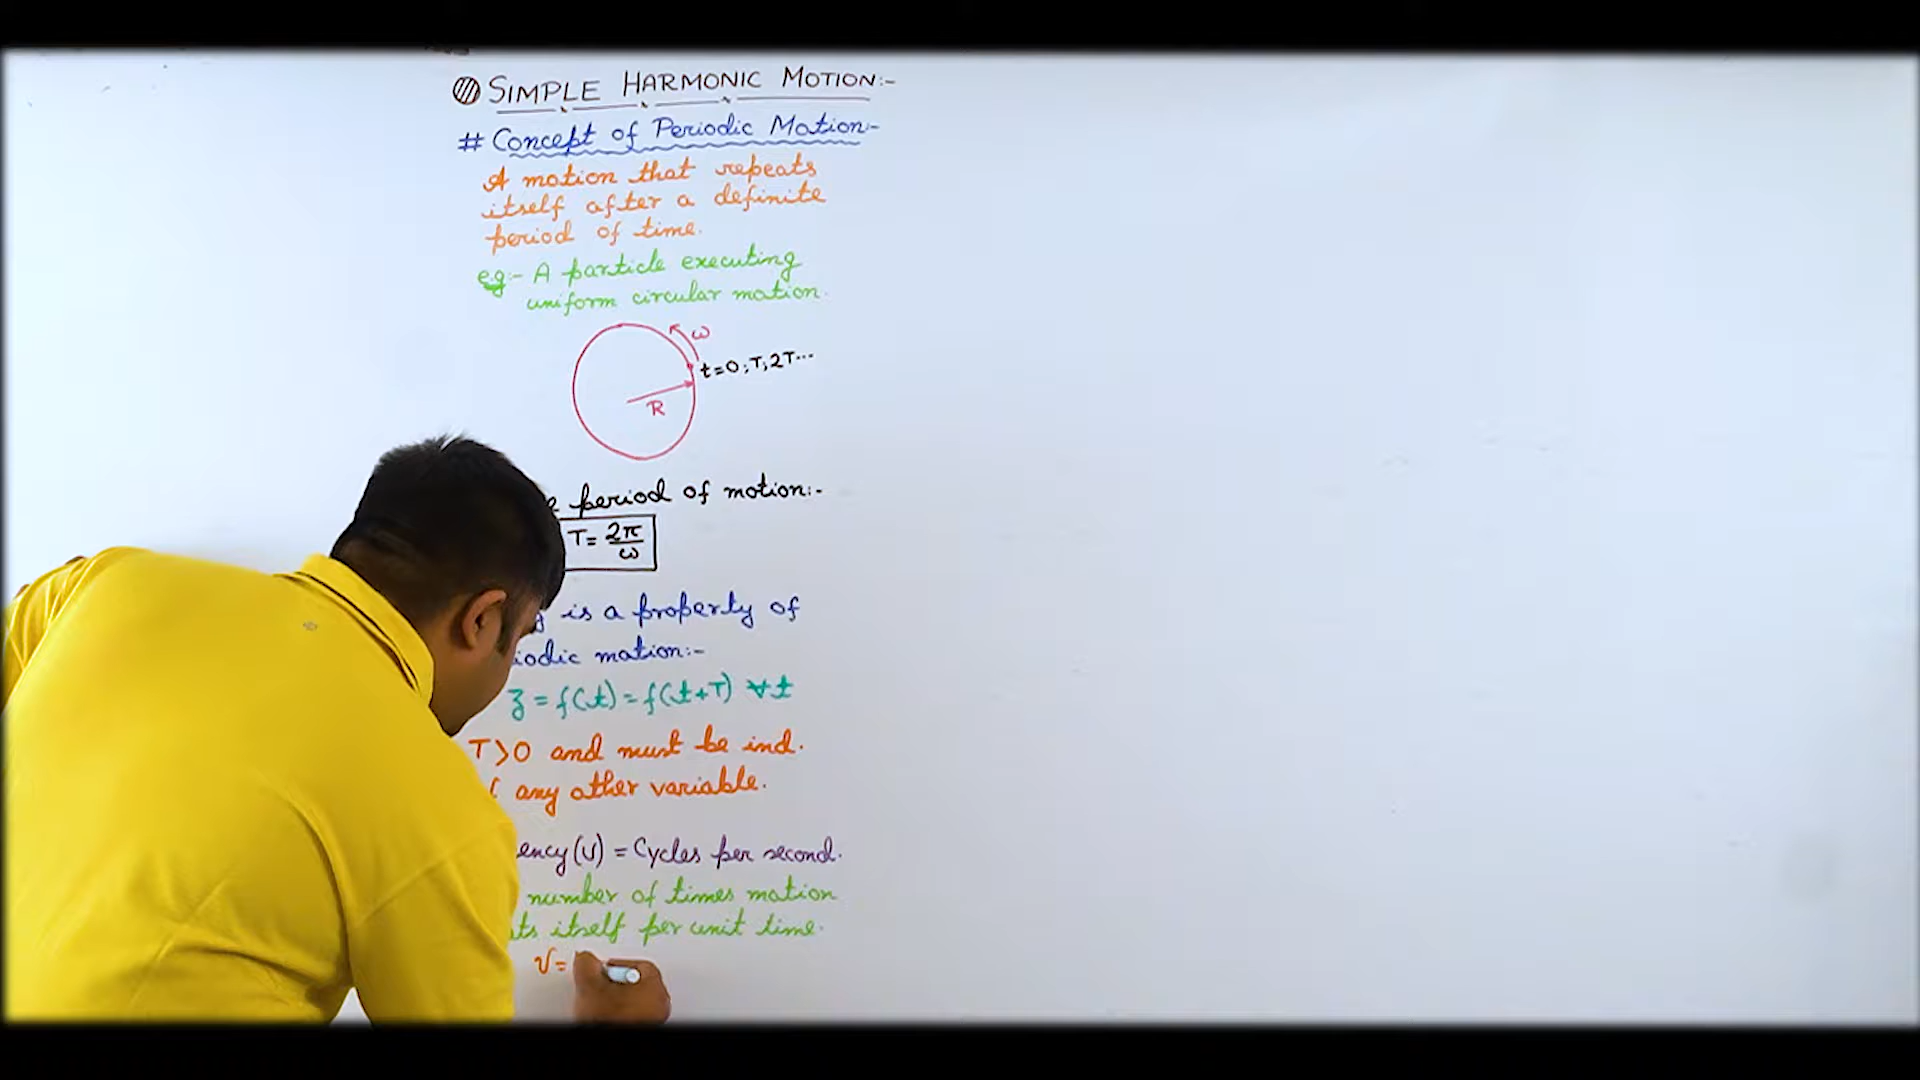 SIMPLE HARMONIC MOTION:-
# Concept of Periodic Motion:-
A motion that repeats
itself after a definite
period of time.
e.g:- A particle executing
uniform circular motion.
ω
t=0;T;2T...
R
period of motion:-
T= 2π/ω
is a property of
iodic motion:-
z = f(t) = f(t+T) ∀ t
T>0 and must be ind.
any other variable.
ency(ν) = Cycles per second.
number of times motion
ts itself per unit time.
ν=